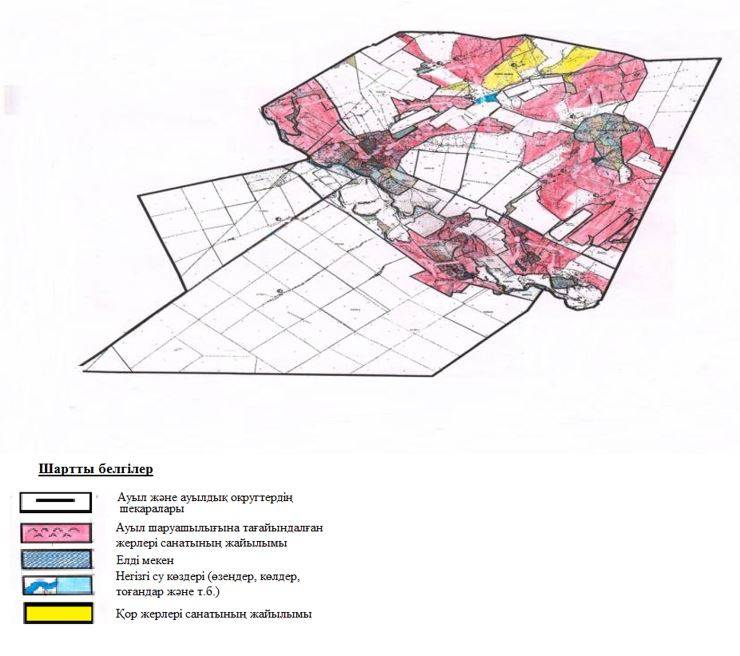 Шартты белгілер
Ауыл және ауылдық округтердің
шекаралары
Ауыл шаруашылығына тағайындалған
жерлері санатының жайылымы
Елді мекен
Негізгі су көздері (өзендер, көлдер,
тоғандар және т.б.)
Қор жерлері санатының жайылымы